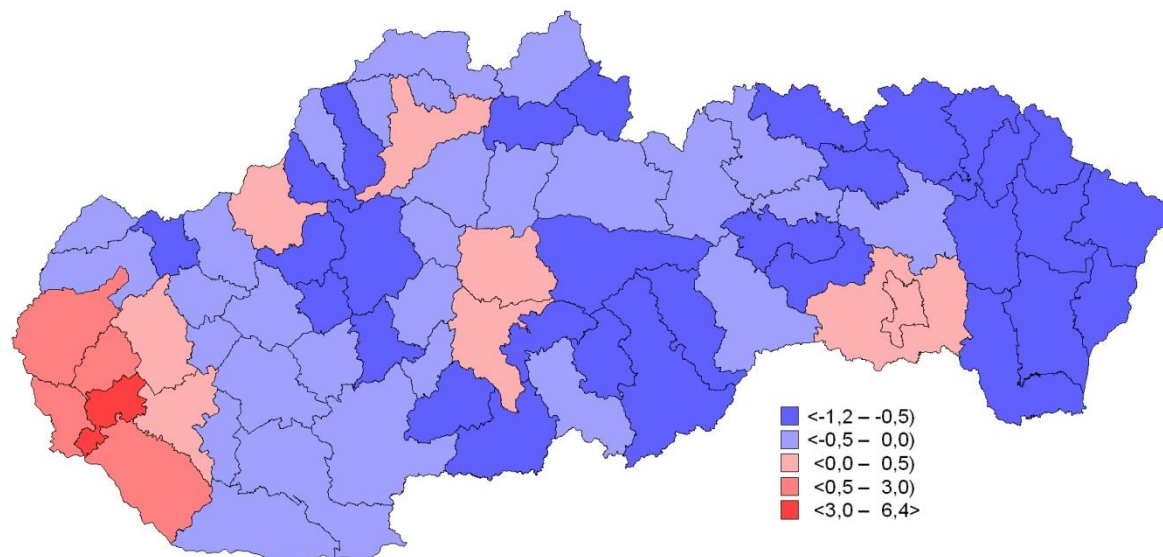 <-1,2 – -0,5)
<-0,5 – 0,0)
<0,0 – 0,5)
<0,5 – 3,0)
<3,0 – 6,4>